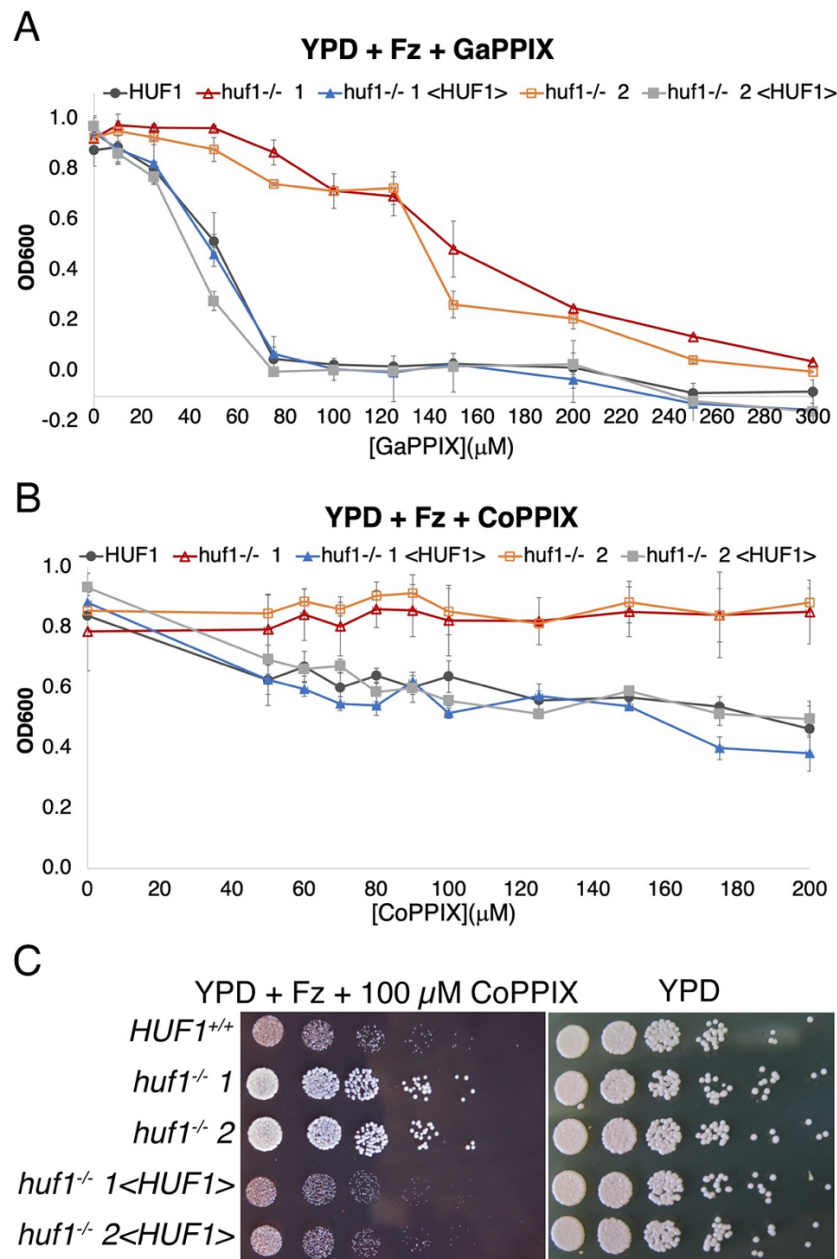 A
YPD + Fz + GaPPIX
HUF1 huf1-/- 1 huf1-/- 1 <HUF1> huf1-/- 2 huf1-/- 2 <HUF1>
1.0
0.8
0.6
0.4
0.2
0.0
-0.2
OD600
0 20 40 60 80 100 120 140 160 180 200 220 240 260 280 300
[GaPPIX](μM)
B
YPD + Fz + CoPPIX
HUF1 huf1-/- 1 huf1-/- 1 <HUF1> huf1-/- 2 huf1-/- 2 <HUF1>
1.0
0.8
0.6
0.4
0.2
0.0
OD600
0 20 40 60 80 100 120 140 160 180 200
[CoPPIX](μM)
C
YPD + Fz + 100 μM CoPPIX YPD
HUF1+/+
huf1-/- 1
huf1-/- 2
huf1-/- 1<HUF1>
huf1-/- 2<HUF1>